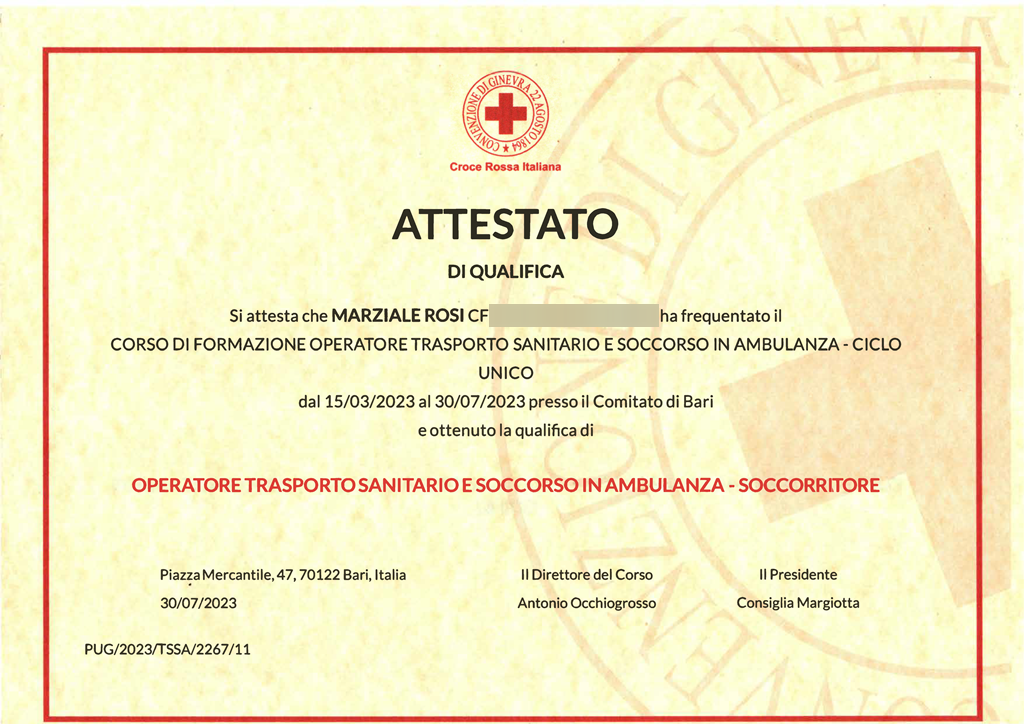 CONVENZIONE DI GINEVRA 22 AGOSTO 1864
Croce Rossa Italiana
ATTESTATO
DI QUALIFICA
Si attesta che MARZIALE ROSI CF ha frequentato il
CORSO DI FORMAZIONE OPERATORE TRASPORTO SANITARIO E SOCCORSO IN AMBULANZA - CICLO
UNICO
dal 15/03/2023 al 30/07/2023 presso il Comitato di Bari
e ottenuto la qualifica di
OPERATORE TRASPORTO SANITARIO E SOCCORSO IN AMBULANZA - SOCCORRITORE
Piazza Mercantile, 47, 70122 Bari, Italia Il Direttore del Corso Il Presidente
30/07/2023 Antonio Occhiogrosso Consiglia Margiotta
PUG/2023/TSSA/2267/11